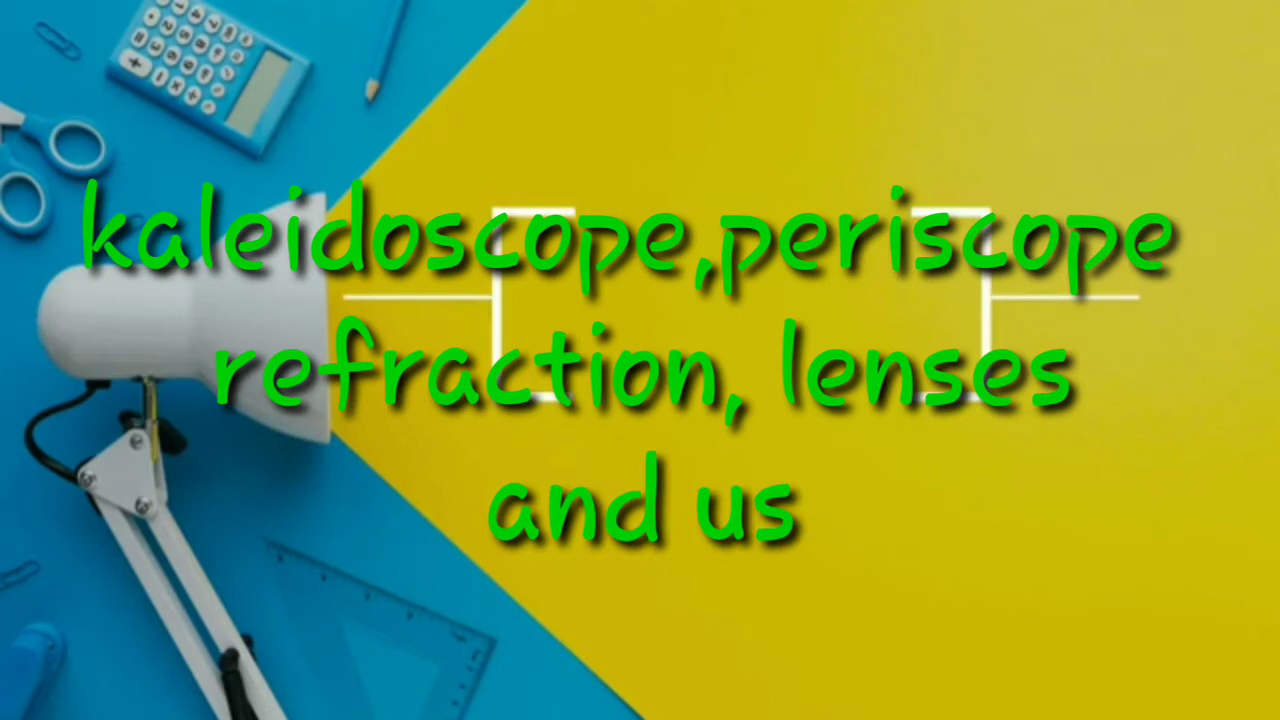 kaleidoscope,periscope
refraction, lenses
and us